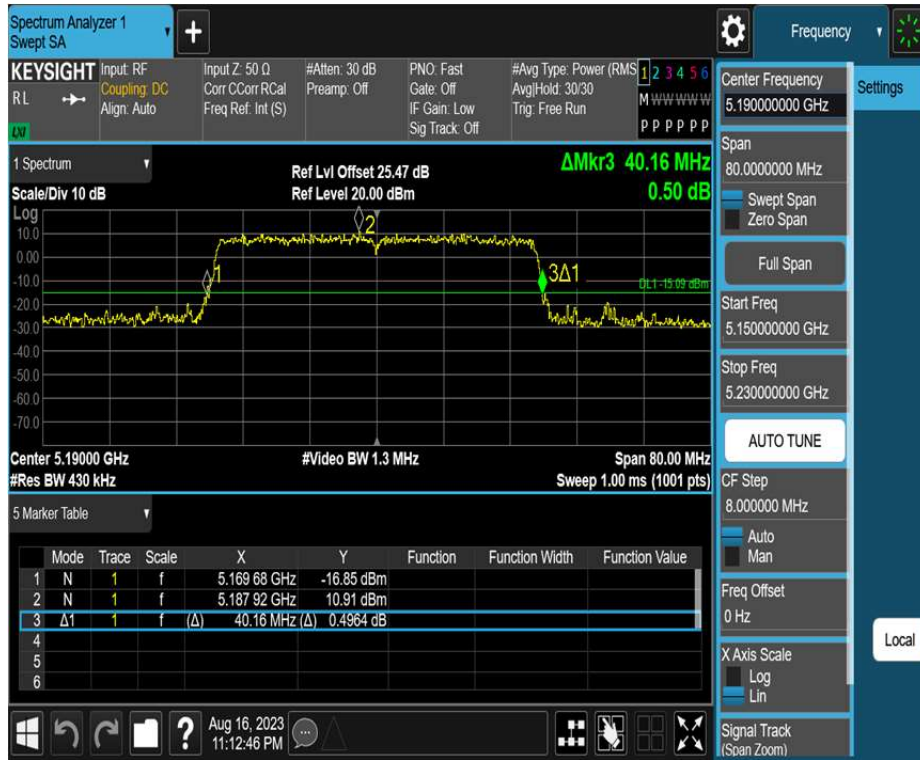 Spectrum Analyzer 1
Swept SA
+
Frequency
KEYSIGHT
RL
LXI
Input: RF
Coupling: DC
Align: Auto
Input Z: 50 Ω
Corr CCorr RCal
Freq Ref: Int (S)
#Atten: 30 dB
Preamp: Off
PNO: Fast
Gate: Off
IF Gain: Low
Sig Track: Off
#Avg Type: Power (RMS
Avg|Hold: 30/30
Trig: Free Run
1 2 3 4 5 6
M W W W W W
P P P P P P
1 Spectrum
Scale/Div 10 dB
Ref Lvl Offset 25.47 dB
Ref Level 20.00 dBm
ΔMkr3 40.16 MHz
0.50 dB
Log
10.0
0.00
-10.0
-20.0
-30.0
-40.0
-50.0
-60.0
-70.0
1
2
3Δ1
DL1 -15.09 dBm
Center 5.19000 GHz
#Video BW 1.3 MHz
Span 80.00 MHz
#Res BW 430 kHz
Sweep 1.00 ms (1001 pts)
5 Marker Table
Mode Trace Scale X Y Function Function Width Function Value
1 N 1 f 5.169 68 GHz -16.85 dBm
2 N 1 f 5.187 92 GHz 10.91 dBm
3 Δ1 1 f (Δ) 40.16 MHz (Δ) 0.4964 dB
4
5
6
?
Aug 16, 2023
11:12:46 PM
Center Frequency
5.190000000 GHz
Settings
Span
80.0000000 MHz
Swept Span
Zero Span
Full Span
Start Freq
5.150000000 GHz
Stop Freq
5.230000000 GHz
AUTO TUNE
CF Step
8.000000 MHz
Auto
Man
Freq Offset
0 Hz
Local
X Axis Scale
Log
Lin
Signal Track
(Span Zoom)